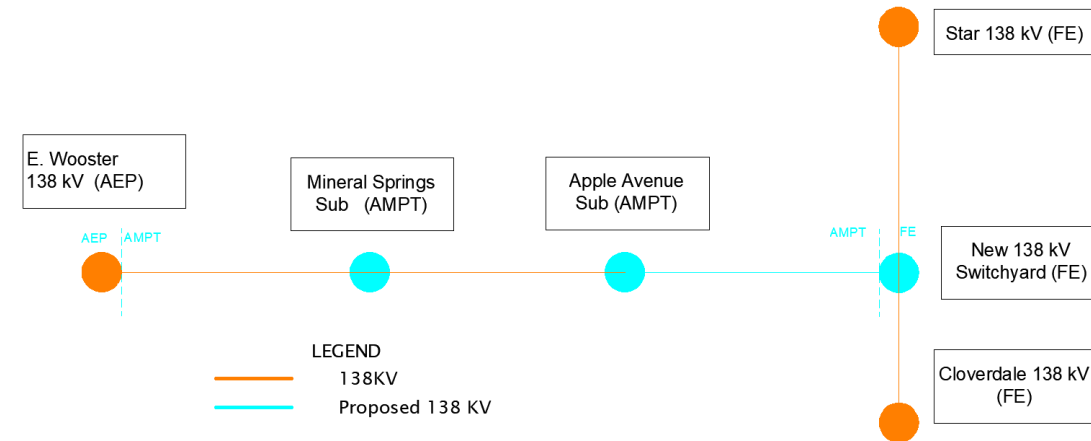 Star 138 kV (FE)
E. Wooster
138 kV (AEP)
Mineral Springs
Sub (AMPT)
Apple Avenue
Sub (AMPT)
AEP AMPT
AMPT FE
New 138 kV
Switchyard (FE)
LEGEND
138KV
Proposed 138 KV
Cloverdale 138 kV
(FE)